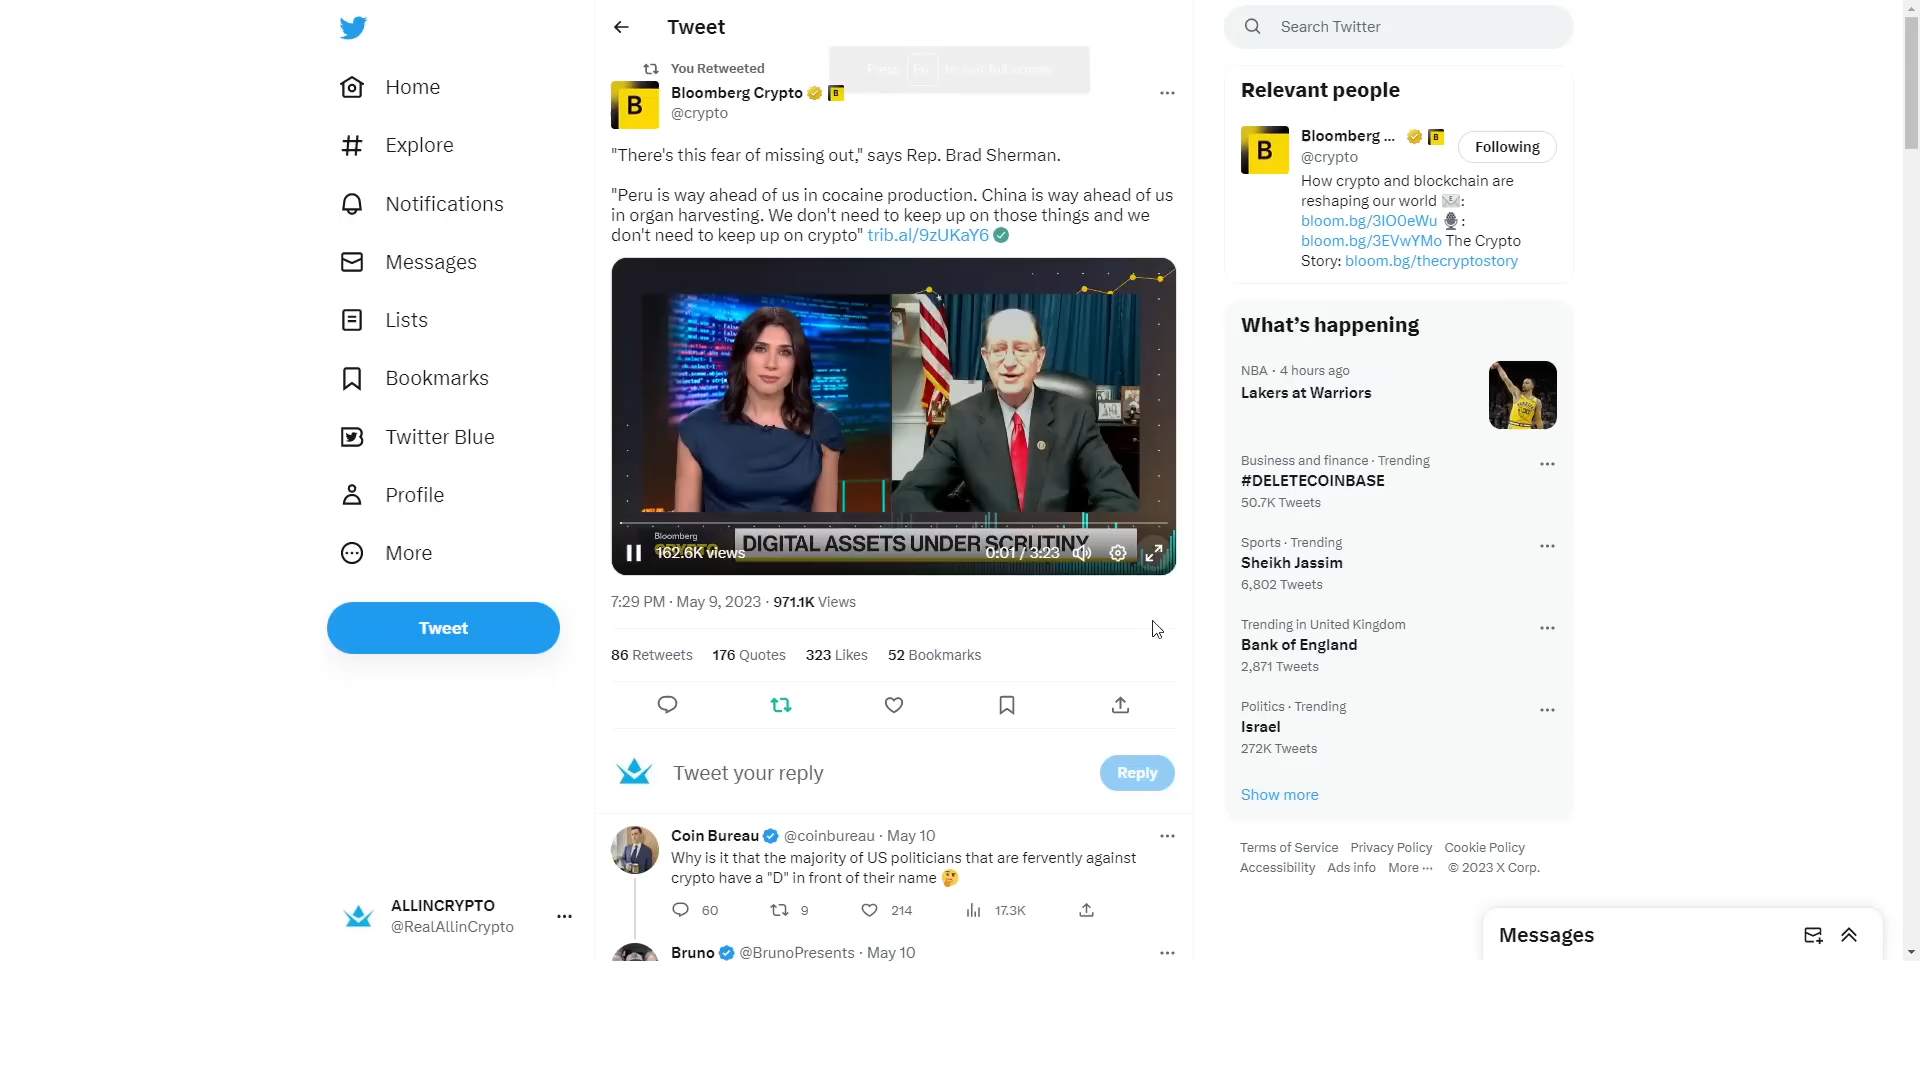 Home
Explore
Notifications
Messages
Lists
Bookmarks
Twitter Blue
Profile
More
Tweet
ALLINCRYPTO
@RealAllinCrypto
Tweet
You Retweeted
Bloomberg Crypto
@crypto
"There's this fear of missing out," says Rep. Brad Sherman.
"Peru is way ahead of us in cocaine production. China is way ahead of us
in organ harvesting. We don't need to keep up on those things and we
don't need to keep up on crypto" trib.al/9zUKaY6
Bloomberg
CRYPTO
DIGITAL ASSETS UNDER SCRUTINY
162.6K views
0:01 / 3:23
7:29 PM · May 9, 2023 · 971.1K Views
86 Retweets 176 Quotes 323 Likes 52 Bookmarks
Tweet your reply
Reply
Coin Bureau @coinbureau · May 10
Why is it that the majority of US politicians that are fervently against
crypto have a "D" in front of their name
60 9 214 17.3K
Bruno @BrunoPresents · May 10
Search Twitter
Relevant people
Bloomberg ...
@crypto
Following
How crypto and blockchain are
reshaping our world :
bloom.bg/3IO0eWu :
bloom.bg/3EVwYMo The Crypto
Story: bloom.bg/thecryptostory
What's happening
NBA · 4 hours ago
Lakers at Warriors
Business and finance · Trending
#DELETECOINBASE
50.7K Tweets
Sports · Trending
Sheikh Jassim
6,802 Tweets
Trending in United Kingdom
Bank of England
2,871 Tweets
Politics · Trending
Israel
272K Tweets
Show more
Terms of Service Privacy Policy Cookie Policy
Accessibility Ads info More ··· © 2023 X Corp.
Messages